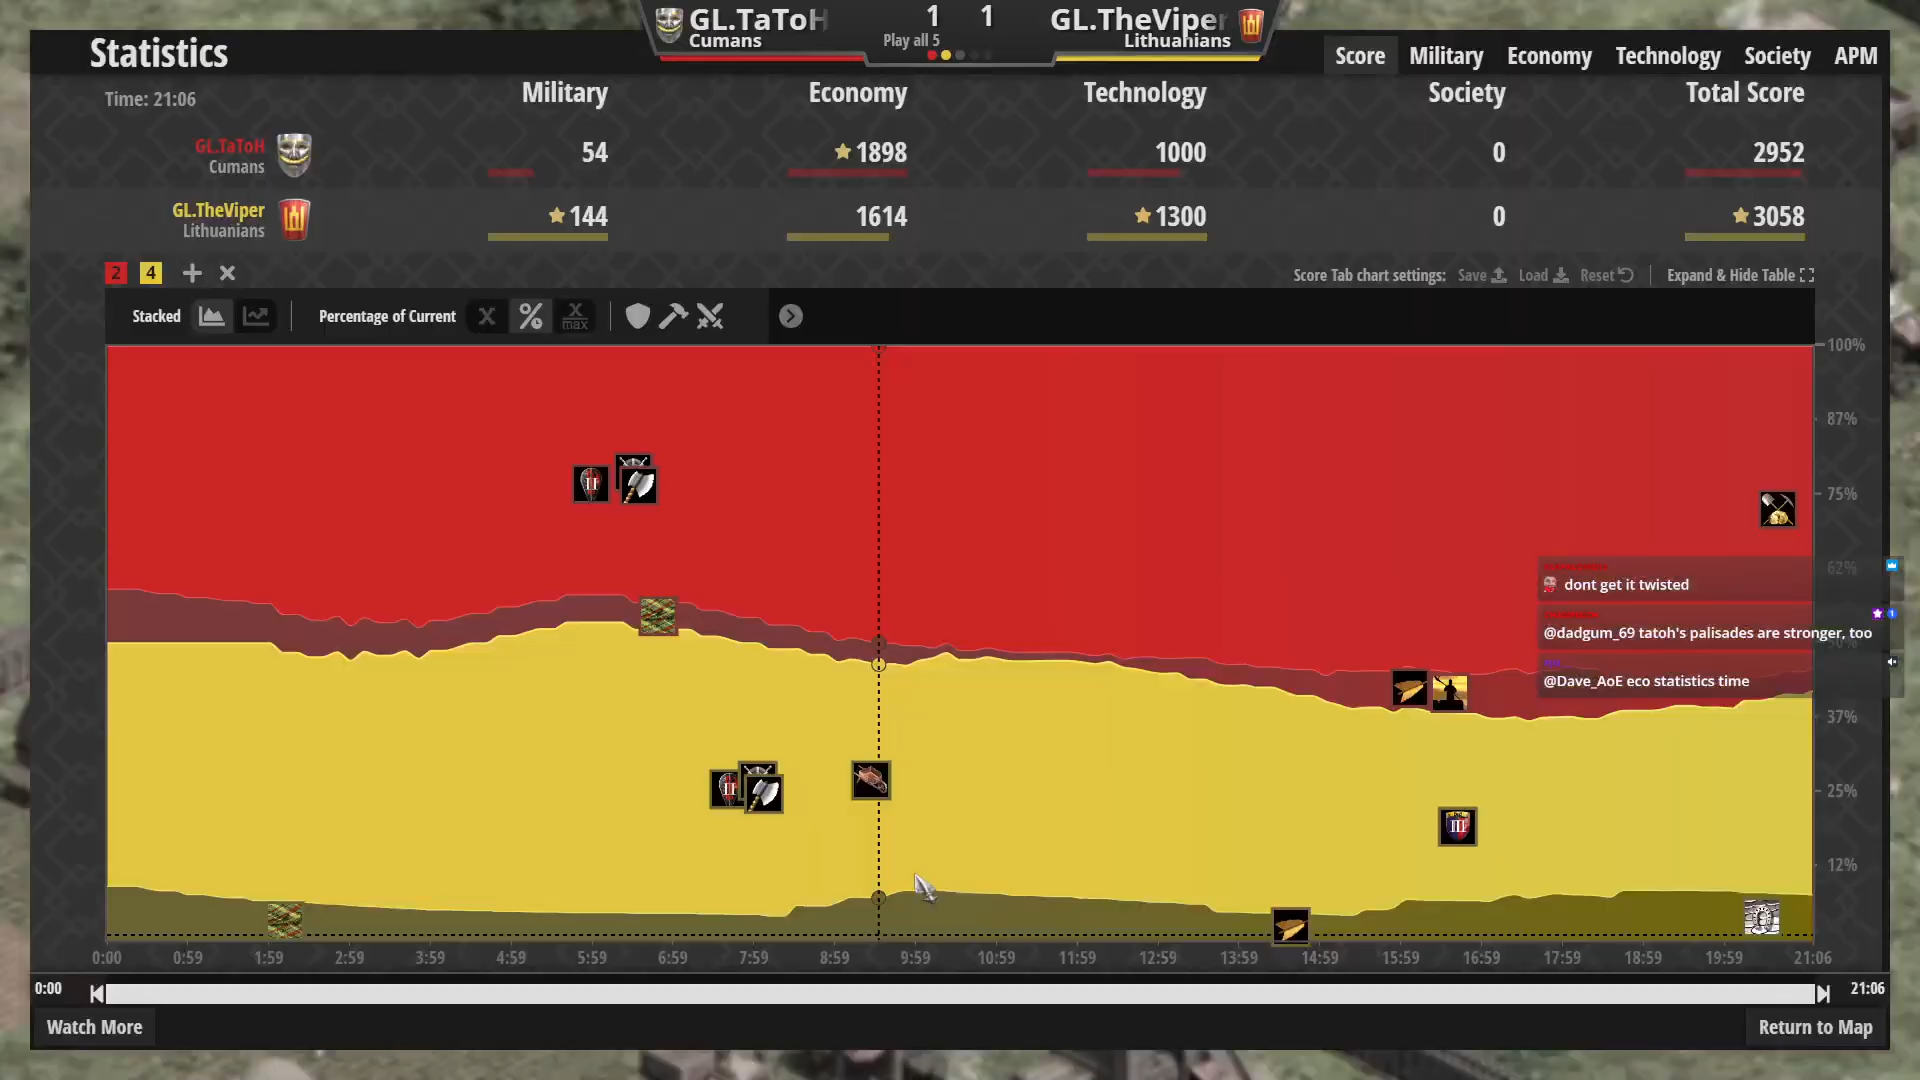 GL.TaToH
Cumans
1 1
Play all 5
GL.TheViper
Lithuanians
Statistics
Score Military Economy Technology Society APM
Time: 21:06
Military Economy Technology Society Total Score
GL.TaToH
Cumans
54 1898 1000 0 2952
GL.TheViper
Lithuanians
144 1614 1300 0 3058
2 4
Score Tab chart settings: Save Load Reset Expand & Hide Table
Stacked Percentage of Current X % X max
100%
87%
75%
62%
50%
37%
25%
12%
II
II
III
dont get it twisted
@dadgum_69 tatoh's palisades are stronger, too
1
@Dave_AoE eco statistics time
0:00 0:59 1:59 2:59 3:59 4:59 5:59 6:59 7:59 8:59 9:59 10:59 11:59 12:59 13:59 14:59 15:59 16:59 17:59 18:59 19:59 21:06
0:00 21:06
Watch More
Return to Map